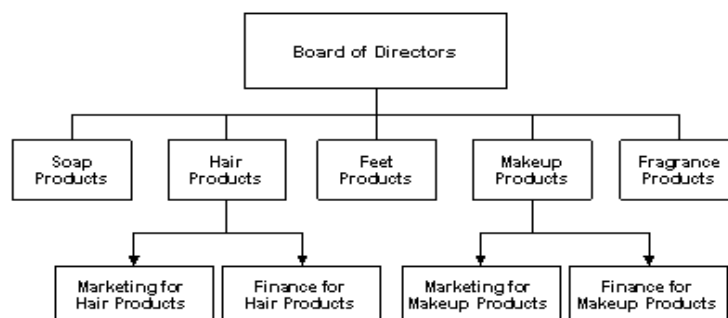 Board of Directors
Soap
Products
Hair
Products
Feet
Products
Makeup
Products
Fragrance
Products
Marketing for
Hair Products
Finance for
Hair Products
Marketing for
Makeup Products
Finance for
Makeup Products